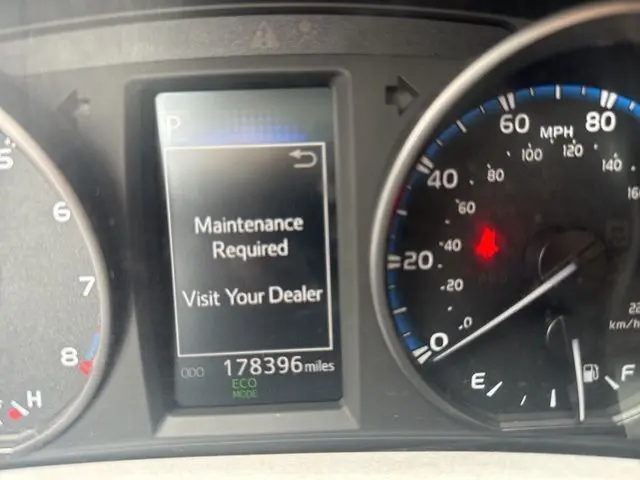 P
Maintenance
Required
Visit Your Dealer
ODO 178396 miles
ECO
MODE
5
6
7
8
H
0
20
40
60
MPH
80
0
20
40
60
80
100
120
140
km/h
E
F